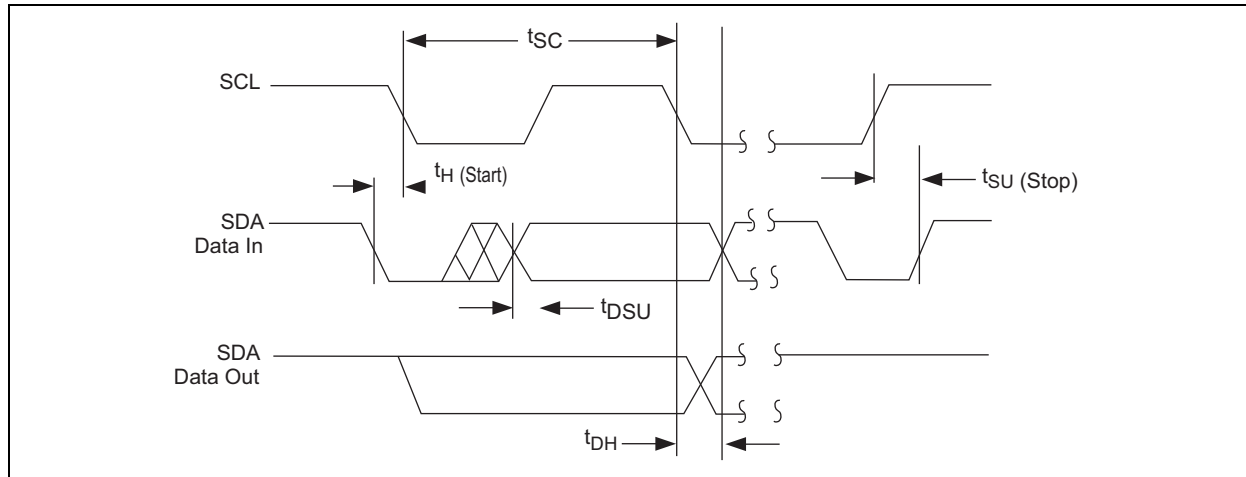 tSC
SCL
tH (Start)
tSU (Stop)
SDA
Data In
tDSU
SDA
Data Out
tDH